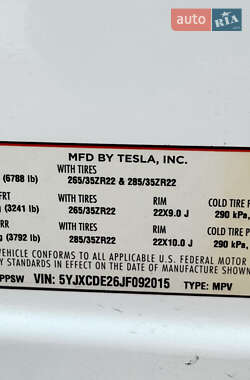 AUTO RIA
MFD BY TESLA, INC.
WITH TIRES
(6788 lb) 265/35ZR22 & 285/35ZR22
FRT WITH TIRES RIM COLD TIRE P
g (3241 lb) 265/35ZR22 22X9.0 J 290 kPa,
RR WITH TIRES RIM COLD TIRE P
g (3792 lb) 285/35ZR22 22X10.0 J 290 kPa,
VEHICLE CONFORMS TO ALL APPLICABLE U.S. FEDERAL MOTOR
Y STANDARDS IN EFFECT ON THE DATE OF MANUFACTURE SHOWN
PPSW VIN: 5YJXCDE26JF092015 TYPE: MPV